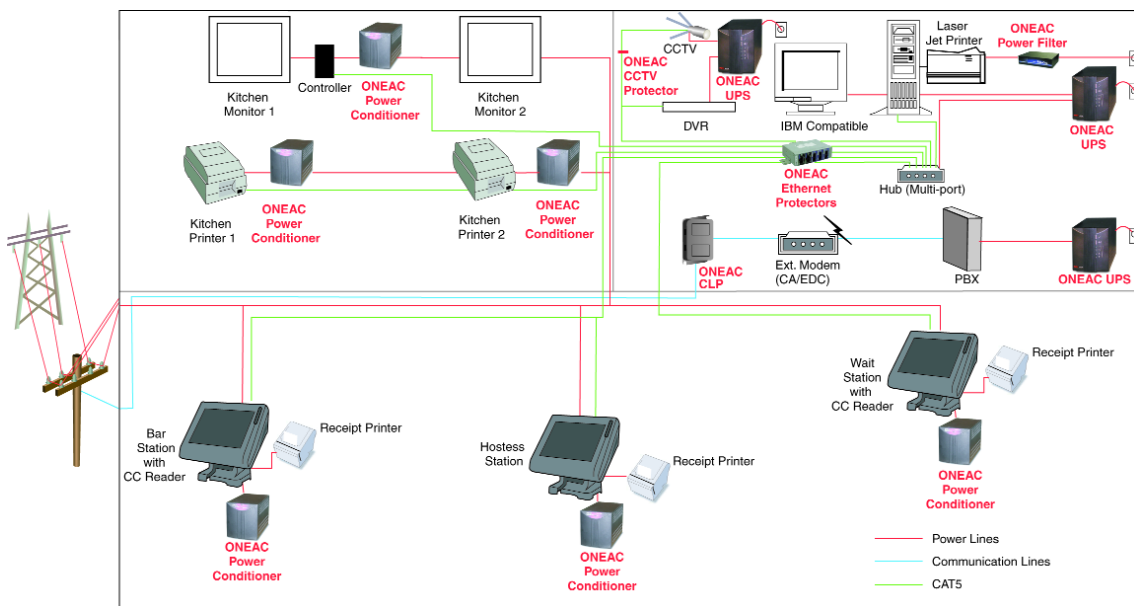 Kitchen
Monitor 1
Controller
ONEAC
Power
Conditioner
Kitchen
Monitor 2
CCTV
ONEAC
CCTV
Protector
ONEAC
UPS
DVR
IBM Compatible
Laser
Jet Printer
ONEAC
Power Filter
ONEAC
UPS
Kitchen
Printer 1
ONEAC
Power
Conditioner
Kitchen
Printer 2
ONEAC
Power
Conditioner
ONEAC
Ethernet
Protectors
Hub (Multi-port)
ONEAC
CLP
Ext. Modem
(CA/EDC)
PBX
ONEAC UPS
Bar
Station
with
CC Reader
Receipt Printer
ONEAC
Power
Conditioner
Hostess
Station
Receipt Printer
ONEAC
Power
Conditioner
Wait
Station
with
CC Reader
Receipt Printer
ONEAC
Power
Conditioner
Power Lines
Communication Lines
CAT5